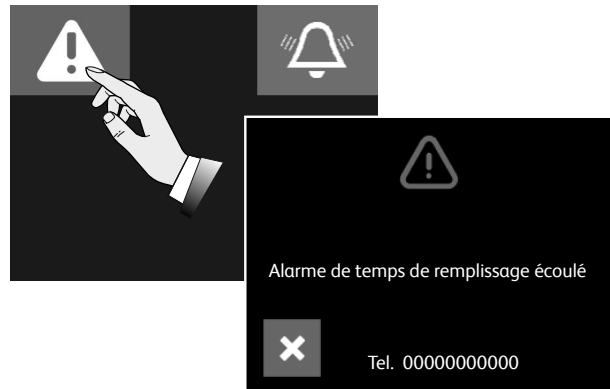 Alarme de temps de remplissage écoulé
Tel. 00000000000